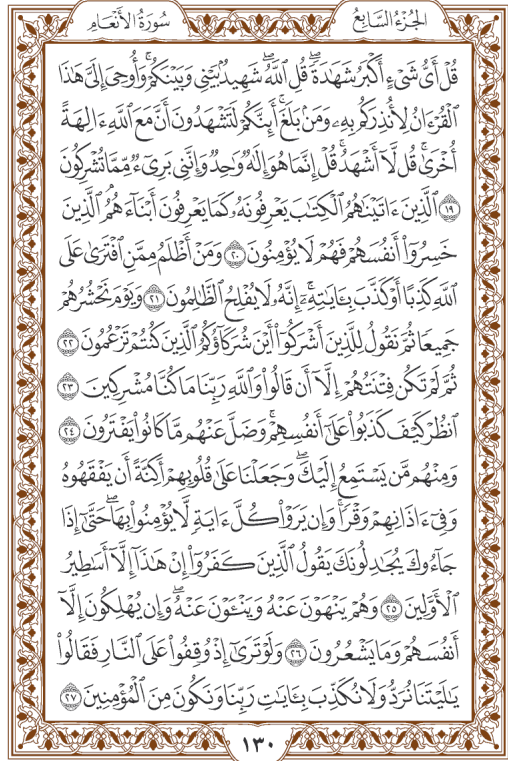 الجزء السابع
سورة الأنعام
قُلْ أَىُّ شَىْءٍ أَكْبَرُ شَهَٰدَةً ۖ قُلِ ٱللَّهُ ۖ شَهِيدٌۢ بَيْنِى وَبَيْنَكُمْ ۚ وَأُوحِىَ إِلَىَّ هَٰذَا
ٱلْقُرْءَانُ لِأُنذِرَكُم بِهِۦ وَمَنۢ بَلَغَ ۚ أَئِنَّكُمْ لَتَشْهَدُونَ أَنَّ مَعَ ٱللَّهِ ءَالِهَةً
أُخْرَىٰ ۚ قُل لَّآ أَشْهَدُ ۚ قُلْ إِنَّمَا هُوَ إِلَٰهٌ وَٰحِدٌ وَإِنَّنِى بَرِىٓءٌ مِّمَّا تُشْرِكُونَ
١٩ ٱلَّذِينَ ءَاتَيْنَٰهُمُ ٱلْكِتَٰبَ يَعْرِفُونَهُۥ كَمَا يَعْرِفُونَ أَبْنَآءَهُمُ ۘ ٱلَّذِينَ
خَسِرُوٓا۟ أَنفُسَهُمْ فَهُمْ لَا يُؤْمِنُونَ ٢٠ وَمَنْ أَظْلَمُ مِمَّنِ ٱفْتَرَىٰ عَلَى
ٱللَّهِ كَذِبًا أَوْ كَذَّبَ بِـَٔايَٰتِهِۦٓ ۗ إِنَّهُۥ لَا يُفْلِحُ ٱلظَّٰلِمُونَ ٢١ وَيَوْمَ نَحْشُرُهُمْ
جَمِيعًا ثُمَّ نَقُولُ لِلَّذِينَ أَشْرَكُوٓا۟ أَيْنَ شُرَكَآؤُكُمُ ٱلَّذِينَ كُنتُمْ تَزْعُمُونَ ٢٢
ثُمَّ لَمْ تَكُن فِتْنَتُهُمْ إِلَّآ أَن قَالُوا۟ وَٱللَّهِ رَبِّنَا مَا كُنَّا مُشْرِكِينَ ٢٣
ٱنظُرْ كَيْفَ كَذَبُوا۟ عَلَىٰٓ أَنفُسِهِمْ ۚ وَضَلَّ عَنْهُم مَّا كَانُوا۟ يَفْتَرُونَ ٢٤
وَمِنْهُم مَّن يَسْتَمِعُ إِلَيْكَ ۖ وَجَعَلْنَا عَلَىٰ قُلُوبِهِمْ أَكِنَّةً أَن يَفْقَهُوهُ
وَفِىٓ ءَاذَانِهِمْ وَقْرًا ۚ وَإِن يَرَوْا۟ كُلَّ ءَايَةٍ لَّا يُؤْمِنُوا۟ بِهَا ۚ حَتَّىٰٓ إِذَا
جَآءُوكَ يُجَٰدِلُونَكَ يَقُولُ ٱلَّذِينَ كَفَرُوٓا۟ إِنْ هَٰذَآ إِلَّآ أَسَٰطِيرُ
ٱلْأَوَّلِينَ ٢٥ وَهُمْ يَنْهَوْنَ عَنْهُ وَيَنْـَٔوْنَ عَنْهُ ۖ وَإِن يُهْلِكُونَ إِلَّآ
أَنفُسَهُمْ وَمَا يَشْعُرُونَ ٢٦ وَلَوْ تَرَىٰٓ إِذْ وُقِفُوا۟ عَلَى ٱلنَّارِ فَقَالُوا۟
يَٰلَيْتَنَا نُرَدُّ وَلَا نُكَذِّبَ بِـَٔايَٰتِ رَبِّنَا وَنَكُونَ مِنَ ٱلْمُؤْمِنِينَ ٢٧
١٣٠